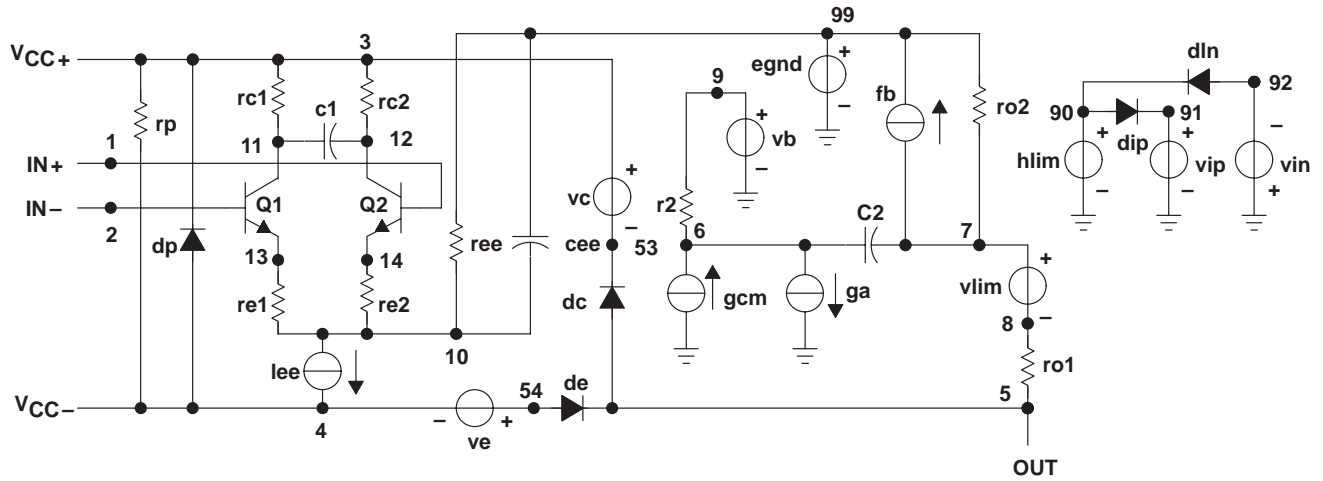 99
3
VCC+
egnd
+
–
fb
ro2
dln
92
9
+
vb
–
rp
rc1
c1
rc2
11
12
90
91
+
hlim
–
dip
+
vip
–
–
vin
+
1
IN+
IN–
2
Q1
Q2
vc
+
–
r2
6
C2
7
dp
13
14
ree
cee
53
re1
re2
dc
gcm
ga
vlim
+
–
8
10
lee
ro1
54
de
5
VCC–
4
–
ve
+
OUT